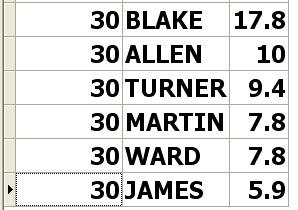 30 BLAKE 17.8
30 ALLEN 10
30 TURNER 9.4
30 MARTIN 7.8
30 WARD 7.8
30 JAMES 5.9